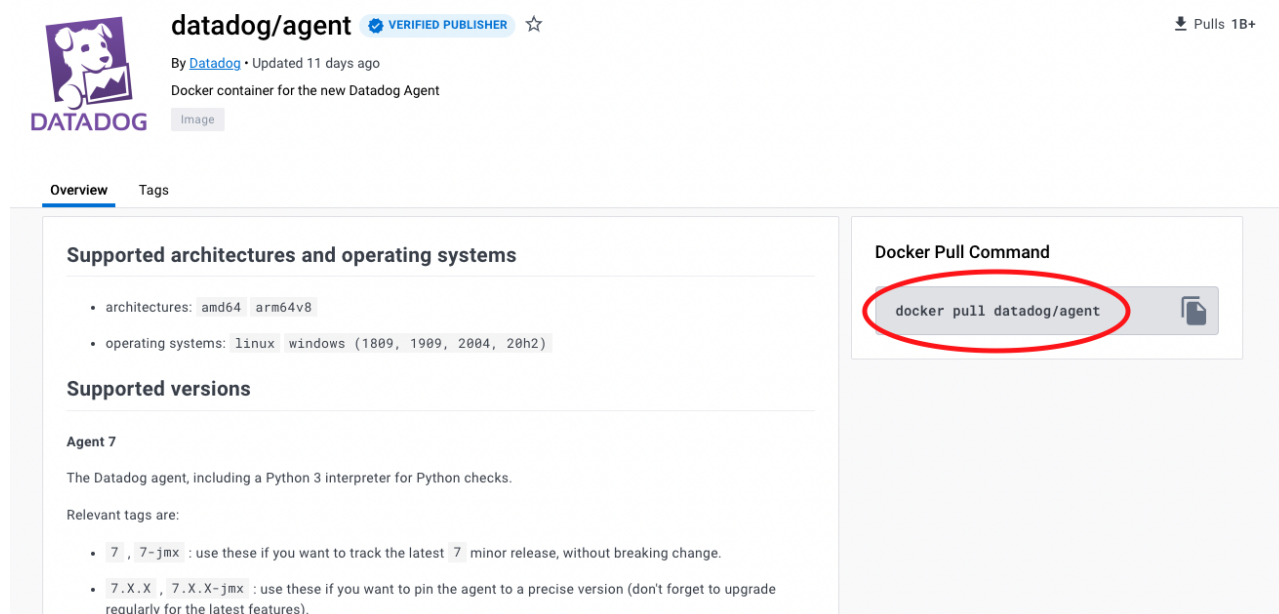 datadog/agent VERIFIED PUBLISHER
Pulls 1B+
By Datadog • Updated 11 days ago
Docker container for the new Datadog Agent
Image
DATADOG
Overview Tags
Supported architectures and operating systems
• architectures: amd64 arm64v8
• operating systems: linux windows (1809, 1909, 2004, 20h2)
Supported versions
Agent 7
The Datadog agent, including a Python 3 interpreter for Python checks.
Relevant tags are:
• 7 , 7-jmx : use these if you want to track the latest 7 minor release, without breaking change.
• 7.X.X , 7.X.X-jmx : use these if you want to pin the agent to a precise version (don't forget to upgrade
regularly for the latest features).
Docker Pull Command
docker pull datadog/agent